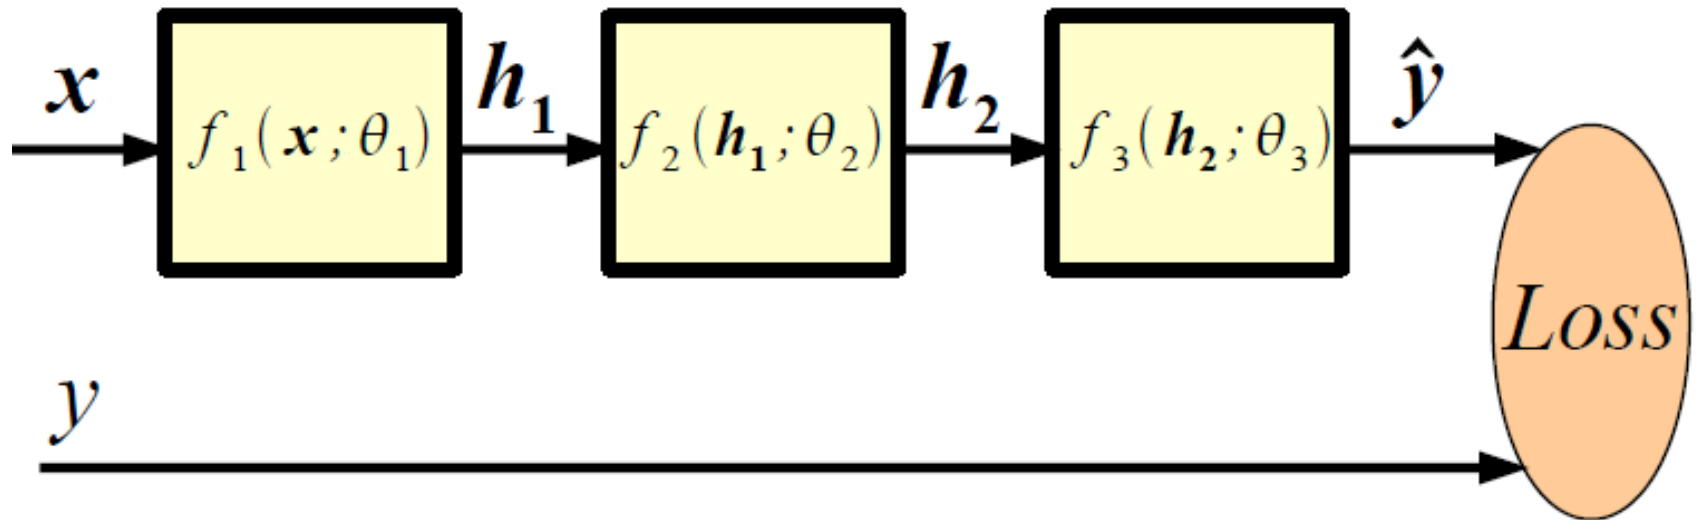 x
h₁
h₂
ŷ
f₁(x;θ₁)
f₂(h₁;θ₂)
f₃(h₂;θ₃)
Loss
y